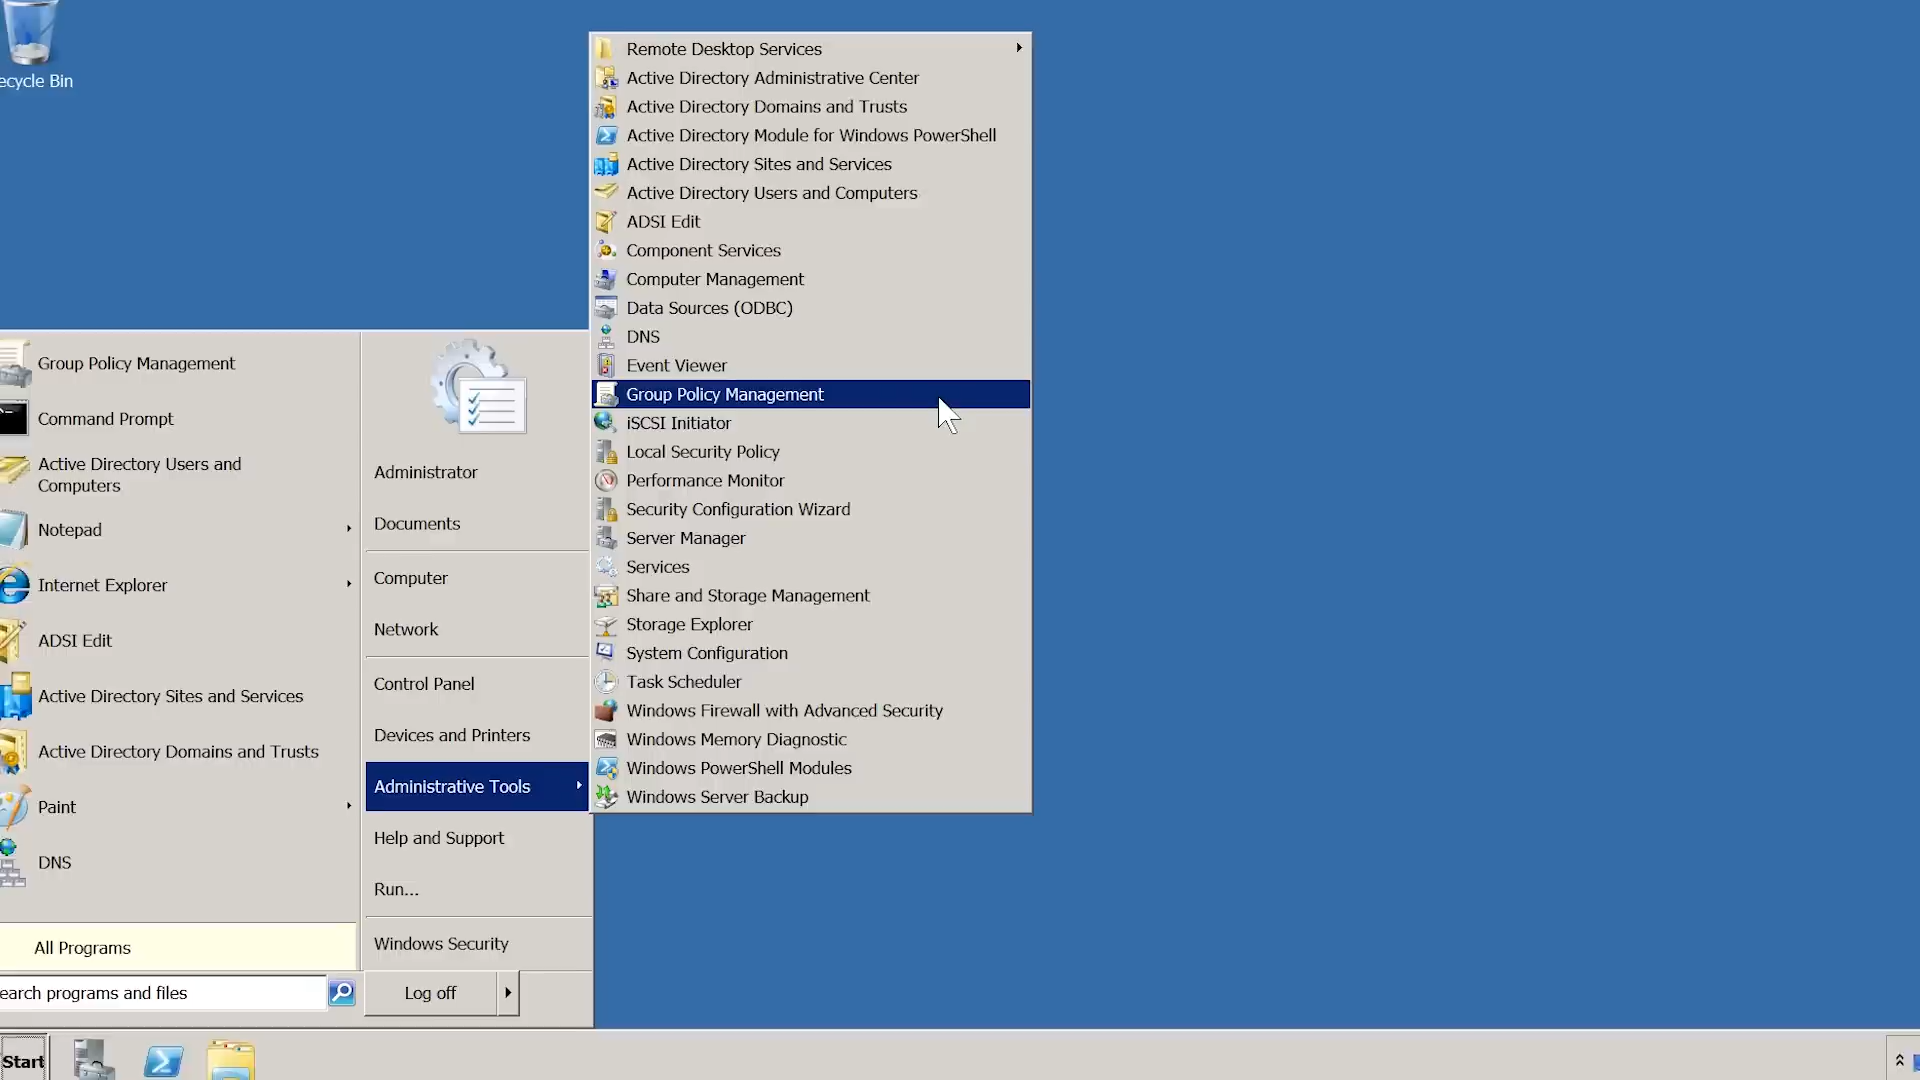 ecycle Bin
Remote Desktop Services
Active Directory Administrative Center
Active Directory Domains and Trusts
Active Directory Module for Windows PowerShell
Active Directory Sites and Services
Active Directory Users and Computers
ADSI Edit
Component Services
Computer Management
Data Sources (ODBC)
DNS
Event Viewer
Group Policy Management
iSCSI Initiator
Local Security Policy
Performance Monitor
Security Configuration Wizard
Server Manager
Services
Share and Storage Management
Storage Explorer
System Configuration
Task Scheduler
Windows Firewall with Advanced Security
Windows Memory Diagnostic
Windows PowerShell Modules
Windows Server Backup
Group Policy Management
Command Prompt
Active Directory Users and
Computers
Notepad
Internet Explorer
ADSI Edit
Active Directory Sites and Services
Active Directory Domains and Trusts
Paint
DNS
All Programs
earch programs and files
Administrator
Documents
Computer
Network
Control Panel
Devices and Printers
Administrative Tools
Help and Support
Run...
Windows Security
Log off
Start